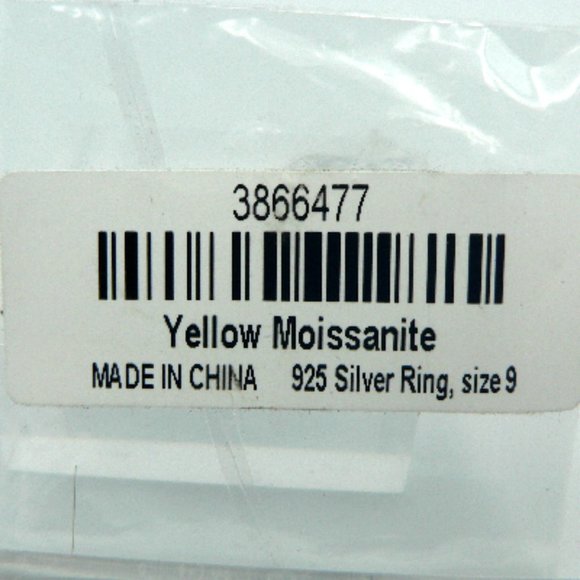 3866477
Yellow Moissanite
MADE IN CHINA 925 Silver Ring, size 9